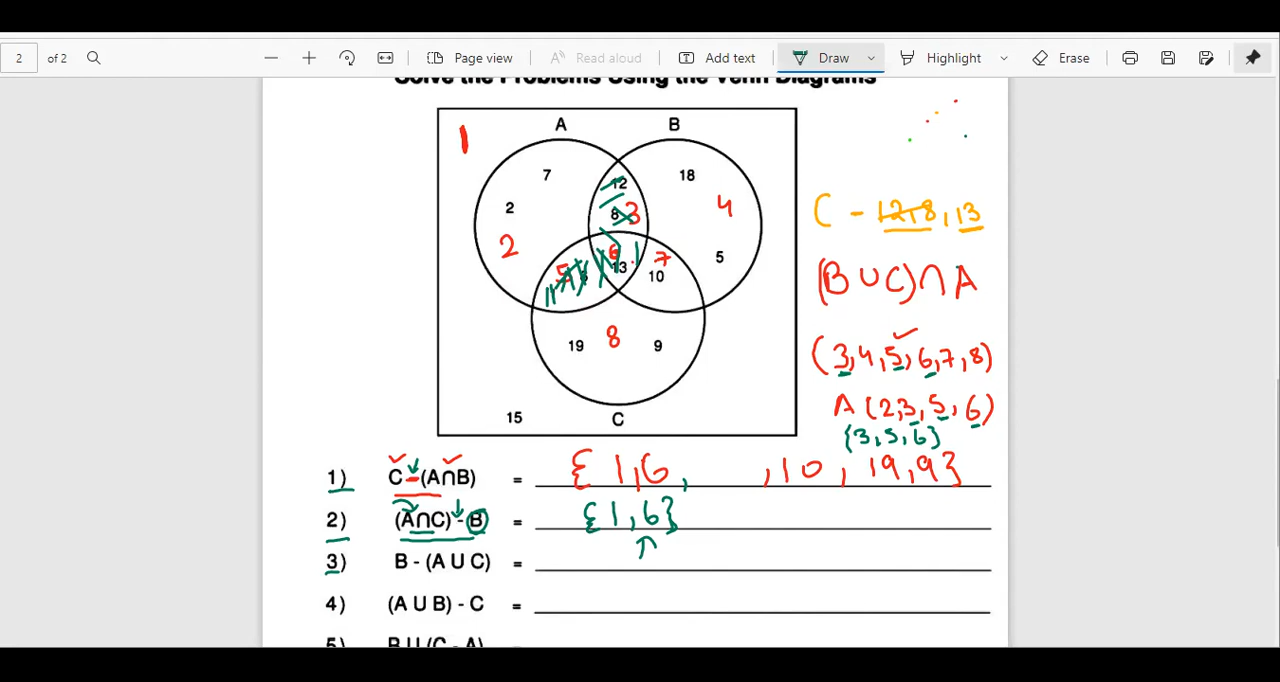 2 of 2 Page view Read aloud Add text Draw Highlight Erase
Solve the Problems Using the Venn Diagrams
1
A B
7 12 18
2 8 3 4
2
6 7 5
5 6 13 10
19 8 9
15 C
C - 12,8,13
(B ∪ C) ∩ A
(3,4,5,6,7,8)
A (2,3,5,6)
{3,5,6}
1) C - (A∩B) = { 1,6, ,10, 19,9}
2) (A∩C) - B = {1,6}
3) B - (A U C) =
4) (A U B) - C =
5) B U (C - A)